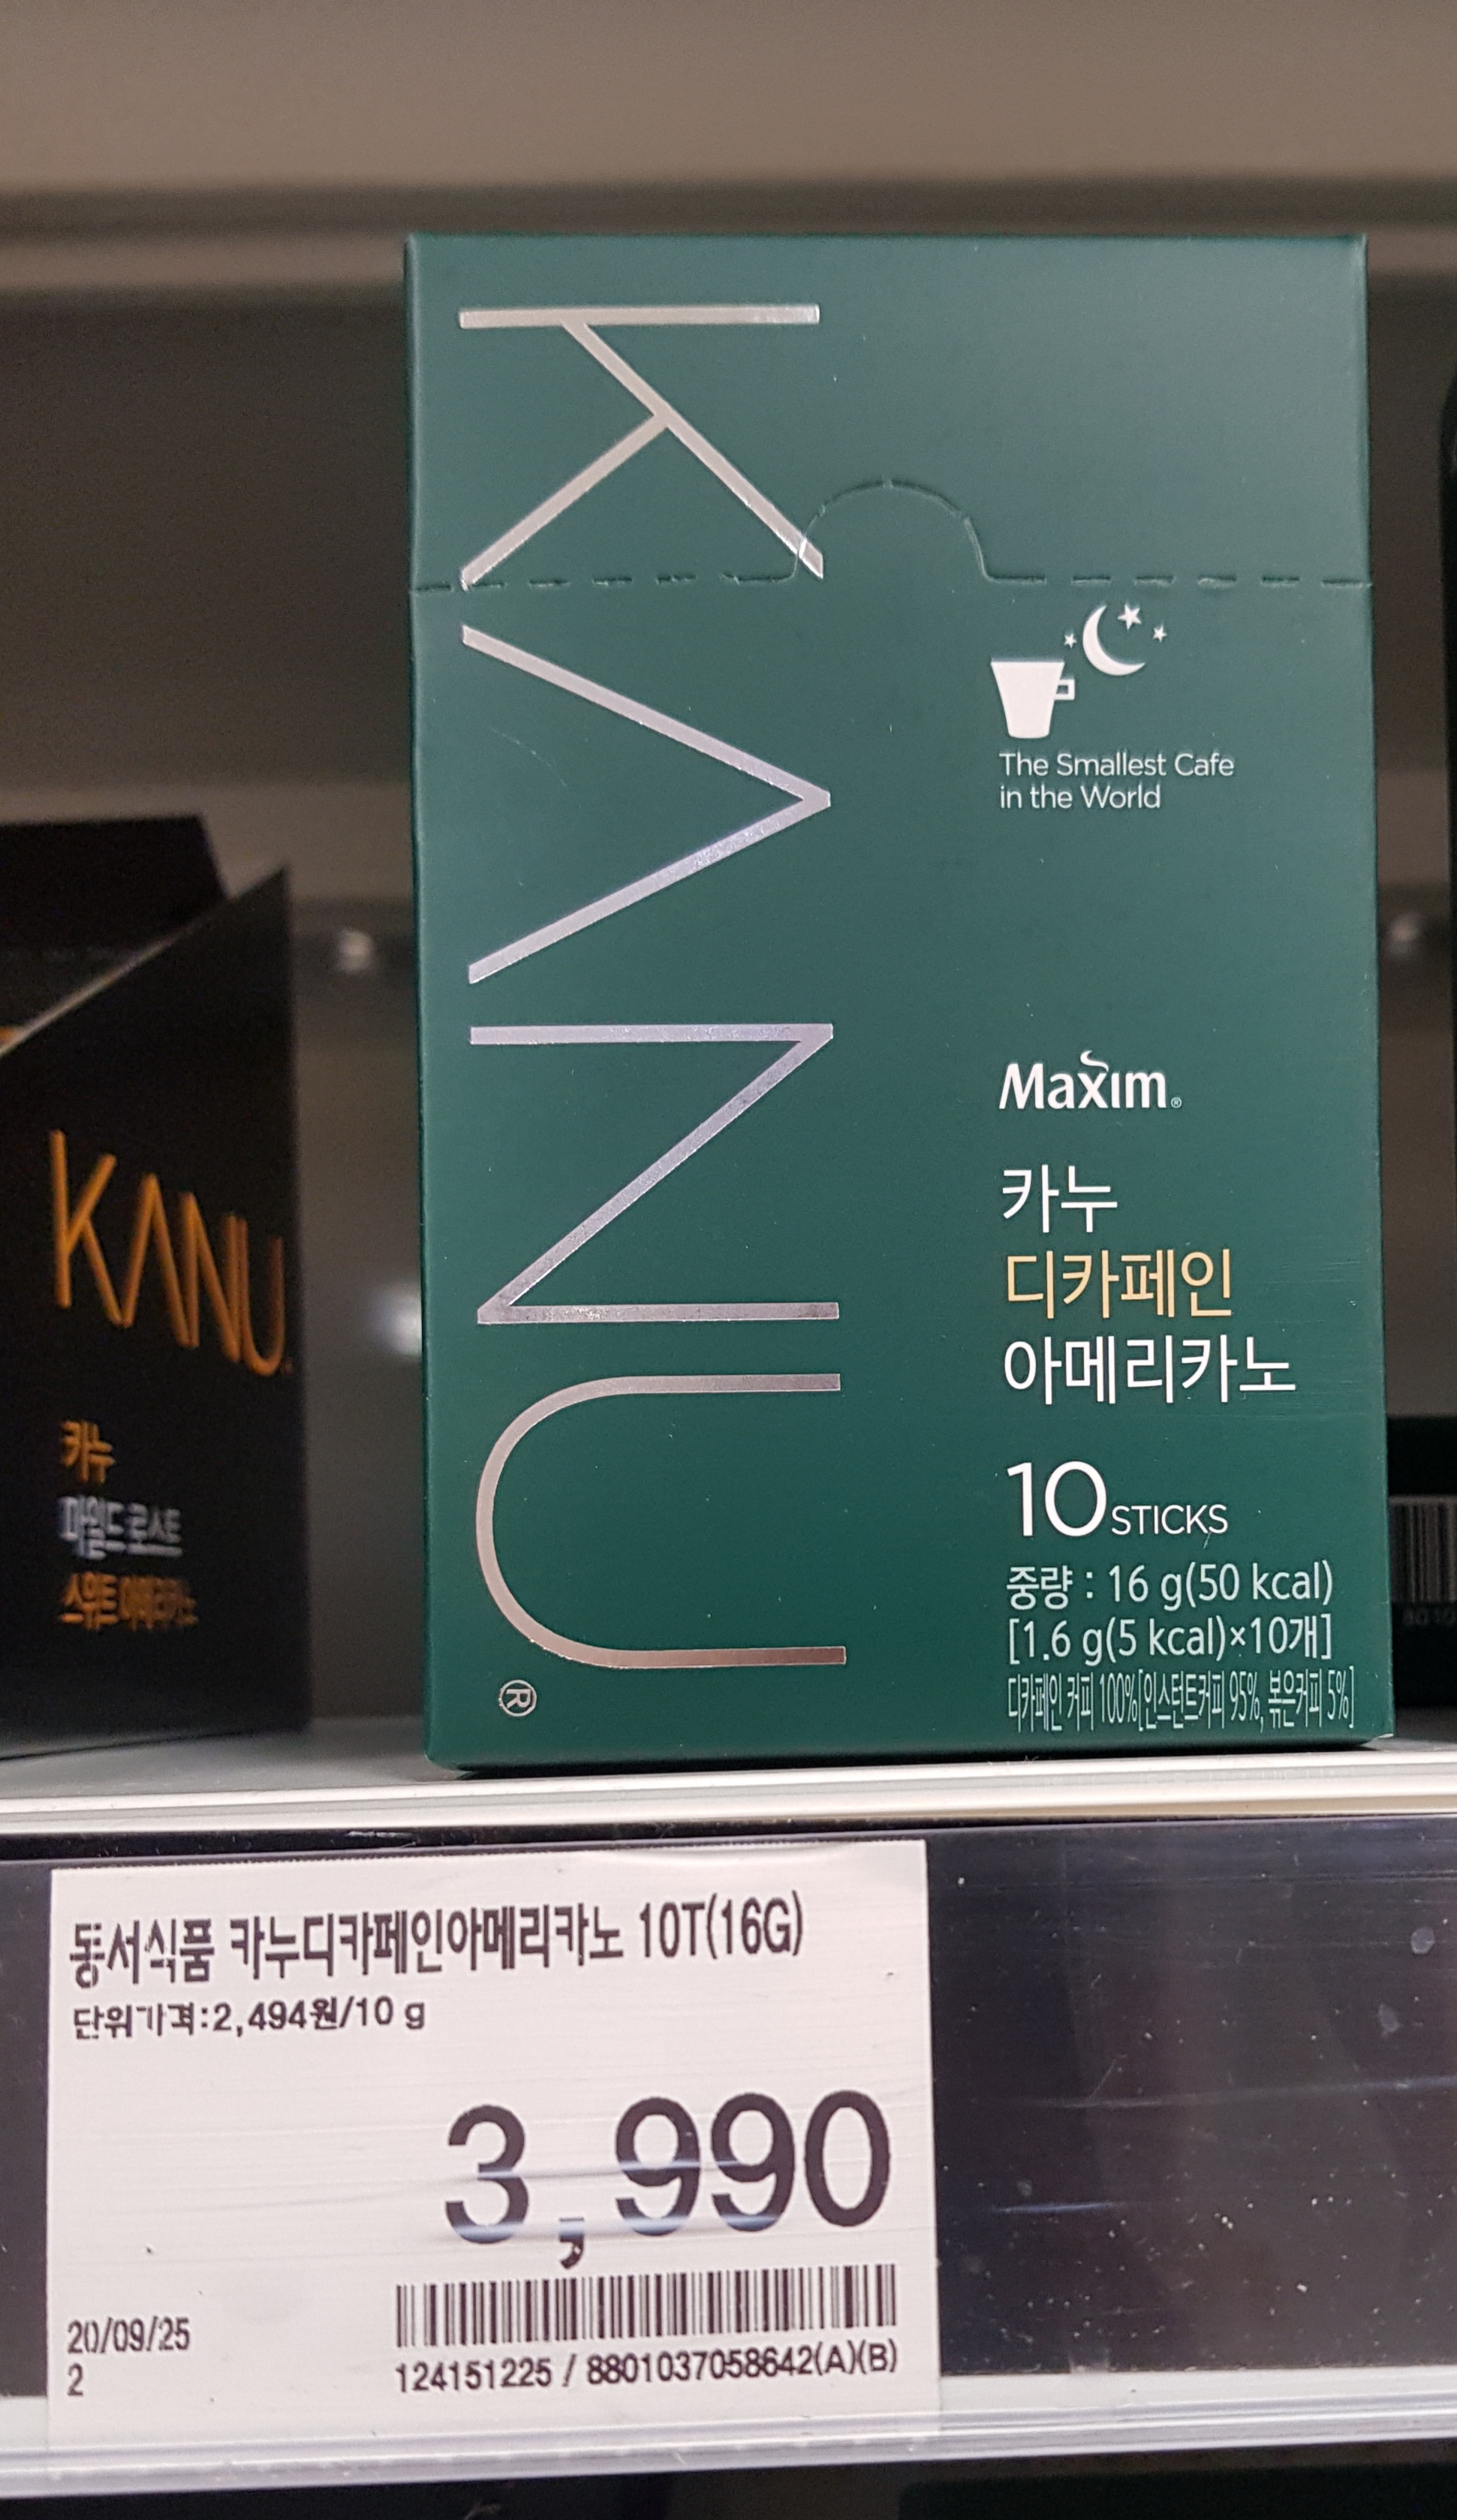 KANU®
The Smallest Cafe
in the World
Maxim®
카누
디카페인
아메리카노
10 STICKS
중량 : 16 g(50 kcal)
[1.6 g(5 kcal)×10개]
디카페인 커피 100%[인스턴트커피 95%, 볶은커피 5%]
KANU
카누
마일드 로스트
스위트 아메리카노
동서식품 카누디카페인아메리카노 10T(16G)
단위가격:2,494원/10 g
3,990
20/09/25
2
124151225 / 8801037058642(A)(B)